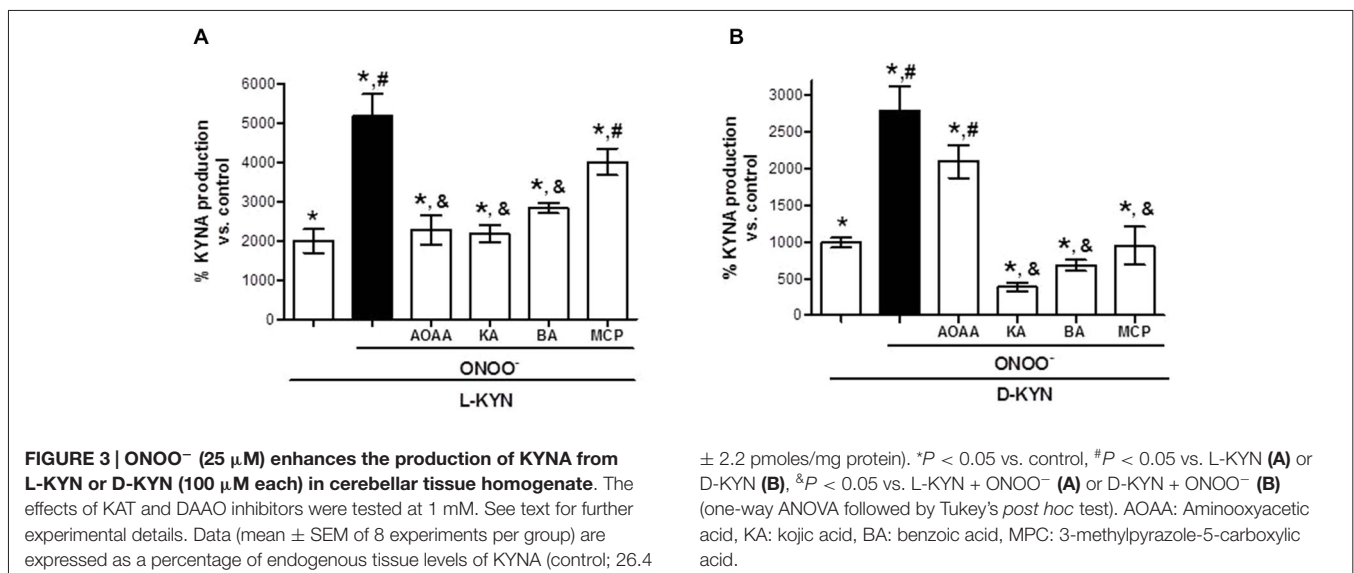 A
% KYNA production
vs. control
6000
5000
4000
3000
2000
1000
0
*
*,#
*, &
*, &
*, &
*,#
AOAA KA BA MCP
ONOO⁻
L-KYN
B
% KYNA production
vs. control
3000
2500
2000
1500
1000
500
0
*
*,#
*,#
*, &
*, &
*, &
AOAA KA BA MCP
ONOO⁻
D-KYN
FIGURE 3 | ONOO⁻ (25 μM) enhances the production of KYNA from
L-KYN or D-KYN (100 μM each) in cerebellar tissue homogenate. The
effects of KAT and DAAO inhibitors were tested at 1 mM. See text for further
experimental details. Data (mean ± SEM of 8 experiments per group) are
expressed as a percentage of endogenous tissue levels of KYNA (control; 26.4
± 2.2 pmoles/mg protein). *P < 0.05 vs. control, #P < 0.05 vs. L-KYN (A) or
D-KYN (B), &P < 0.05 vs. L-KYN + ONOO⁻ (A) or D-KYN + ONOO⁻ (B)
(one-way ANOVA followed by Tukey's post hoc test). AOAA: Aminooxyacetic
acid, KA: kojic acid, BA: benzoic acid, MPC: 3-methylpyrazole-5-carboxylic
acid.